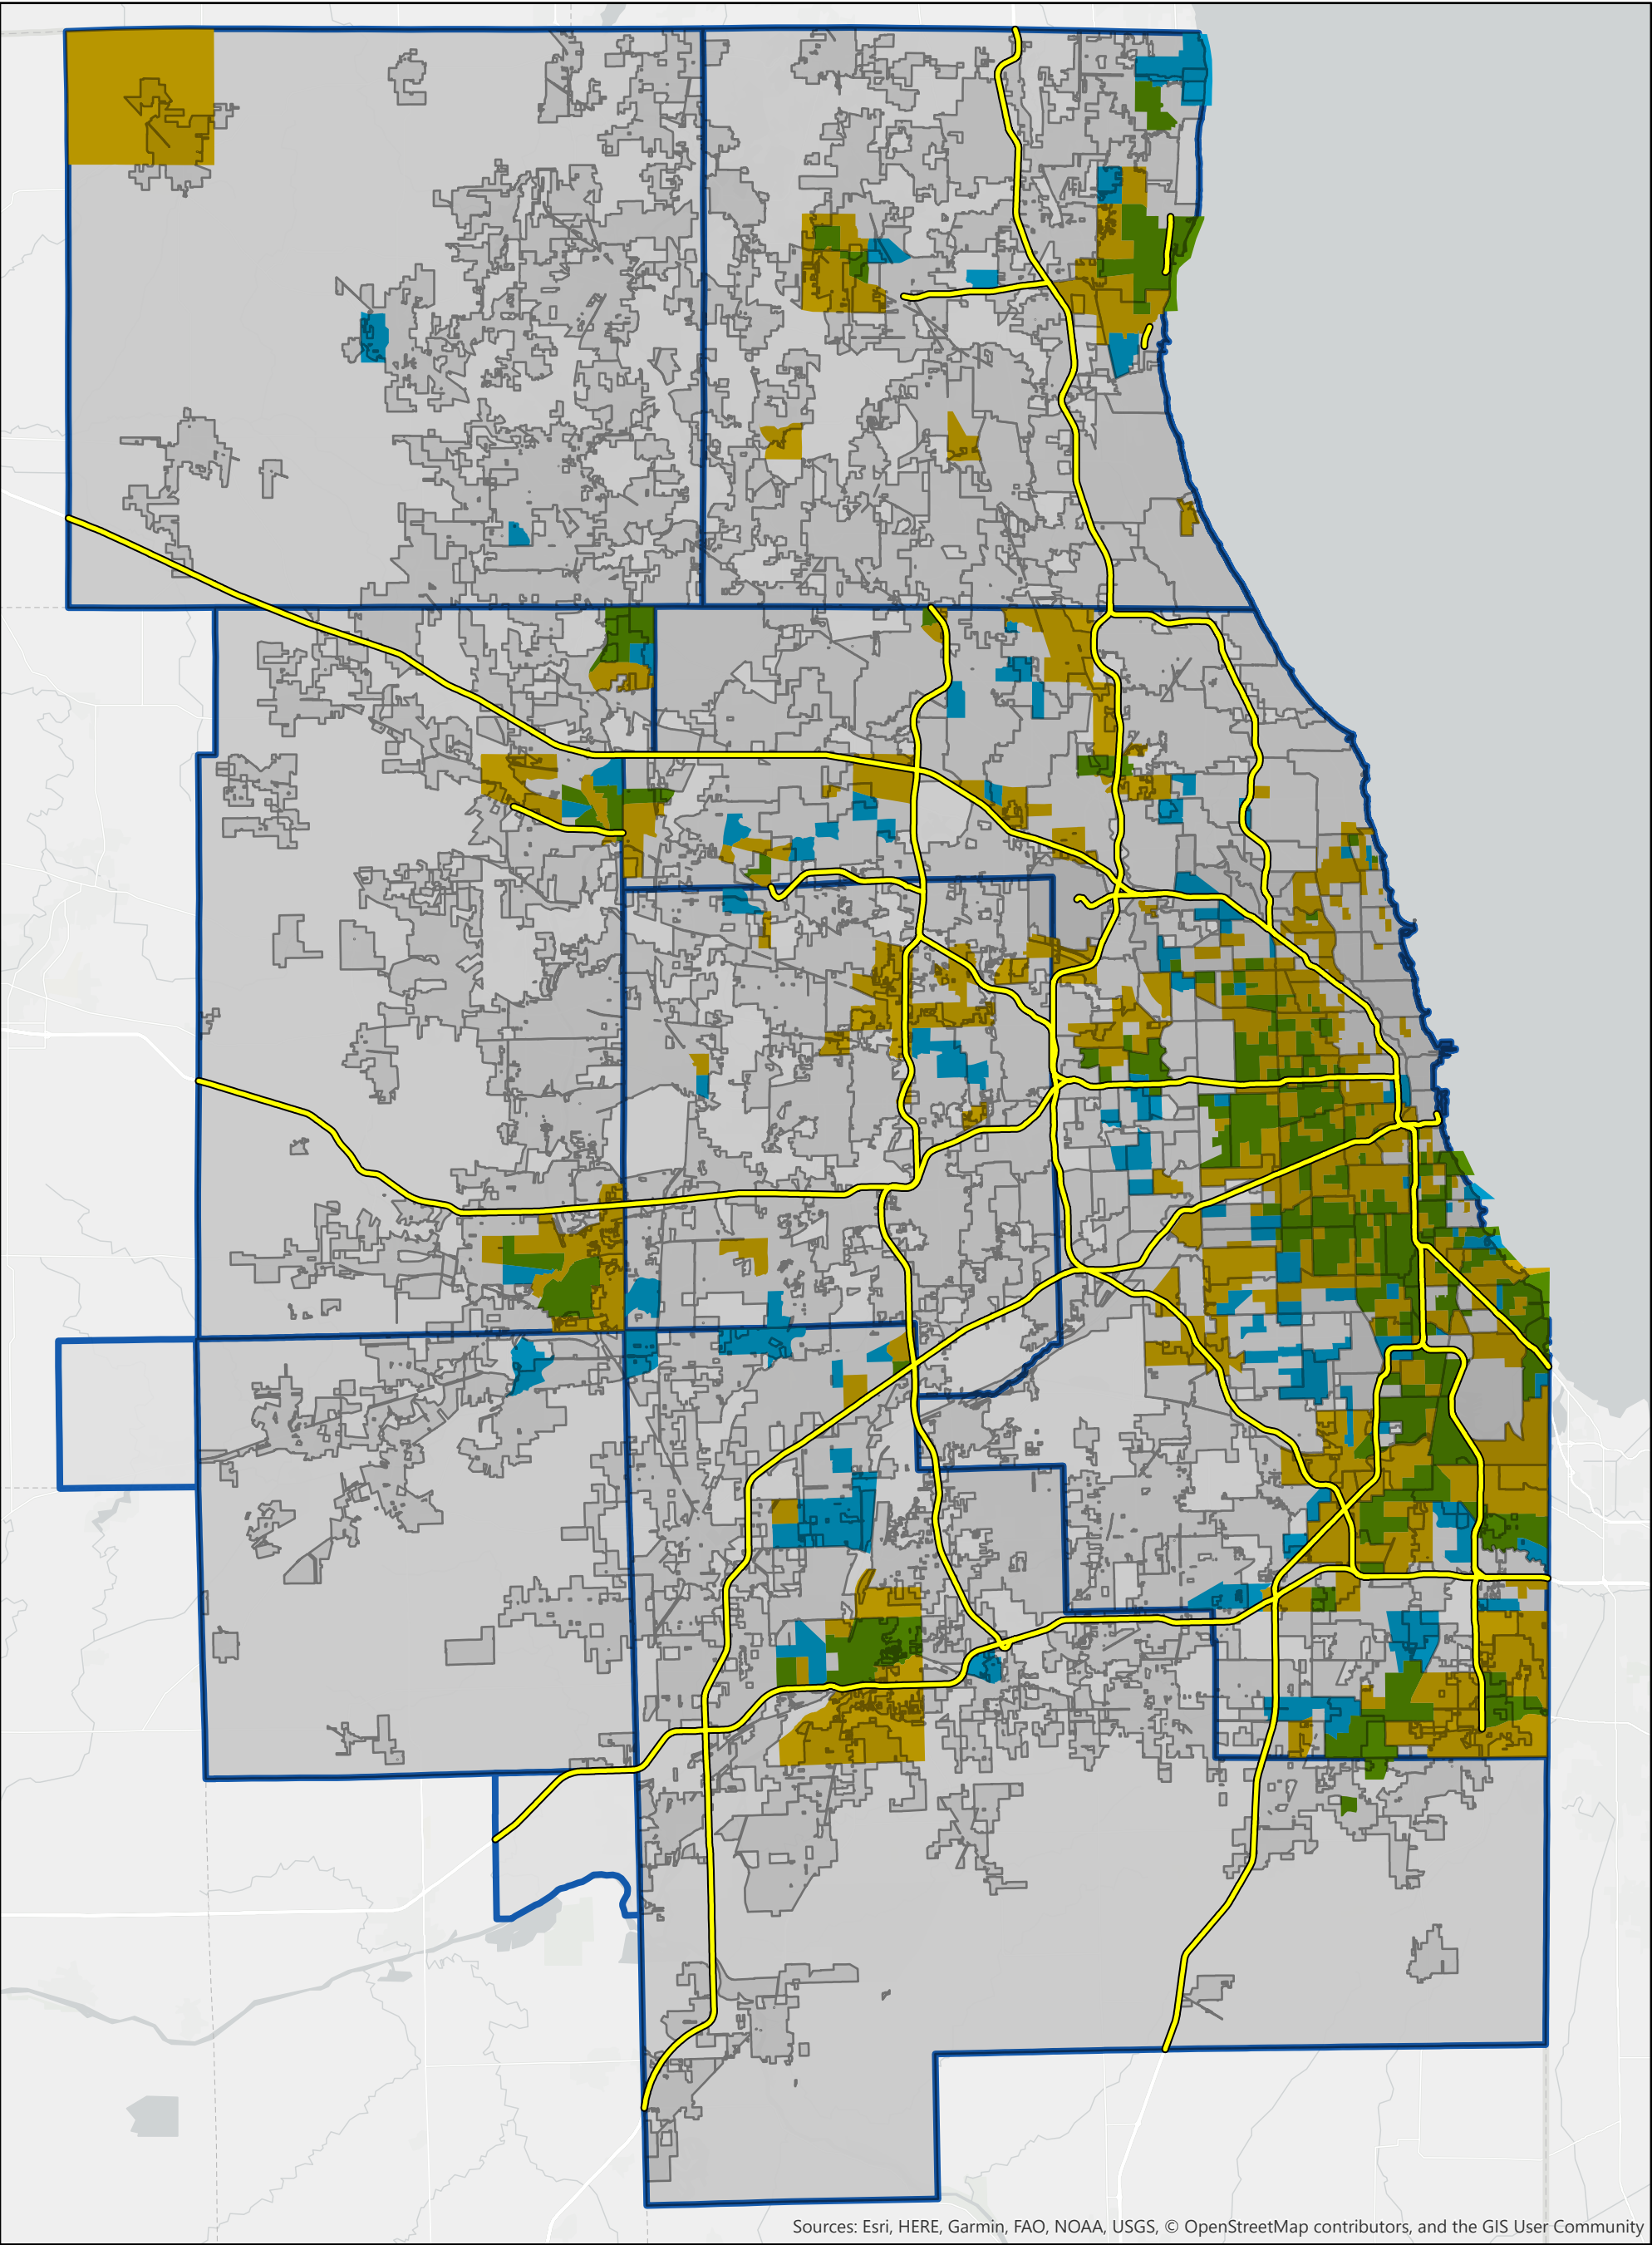 Sources: Esri, HERE, Garmin, FAO, NOAA, USGS, © OpenStreetMap contributors, and the GIS User Community